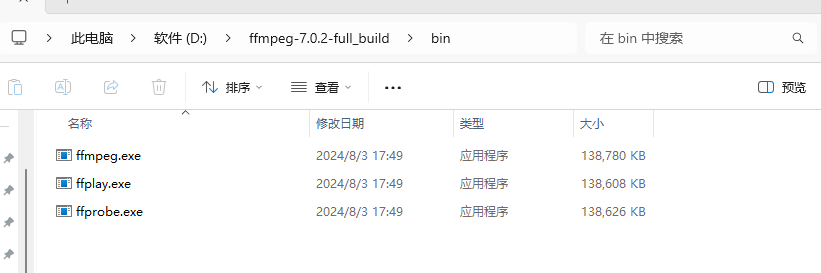 此电脑 > 软件 (D:) > ffmpeg-7.0.2-full_build > bin 在 bin 中搜索
排序 查看 ··· 预览
名称 修改日期 类型 大小
ffmpeg.exe 2024/8/3 17:49 应用程序 138,780 KB
ffplay.exe 2024/8/3 17:49 应用程序 138,608 KB
ffprobe.exe 2024/8/3 17:49 应用程序 138,626 KB